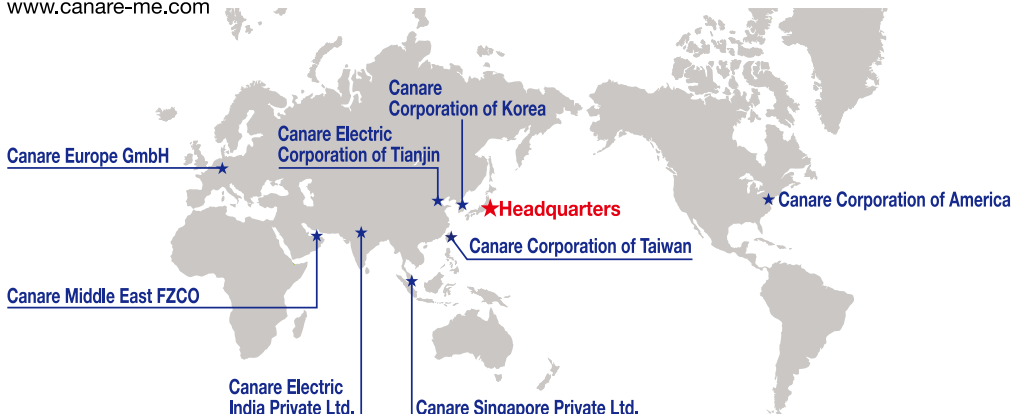 www.canare-me.com
Canare
Corporation of Korea
Canare Electric
Corporation of Tianjin
Canare Europe GmbH
Canare Corporation of America
Headquarters
Canare Corporation of Taiwan
Canare Middle East FZCO
Canare Electric
India Private Ltd.
Canare Singapore Private Ltd.